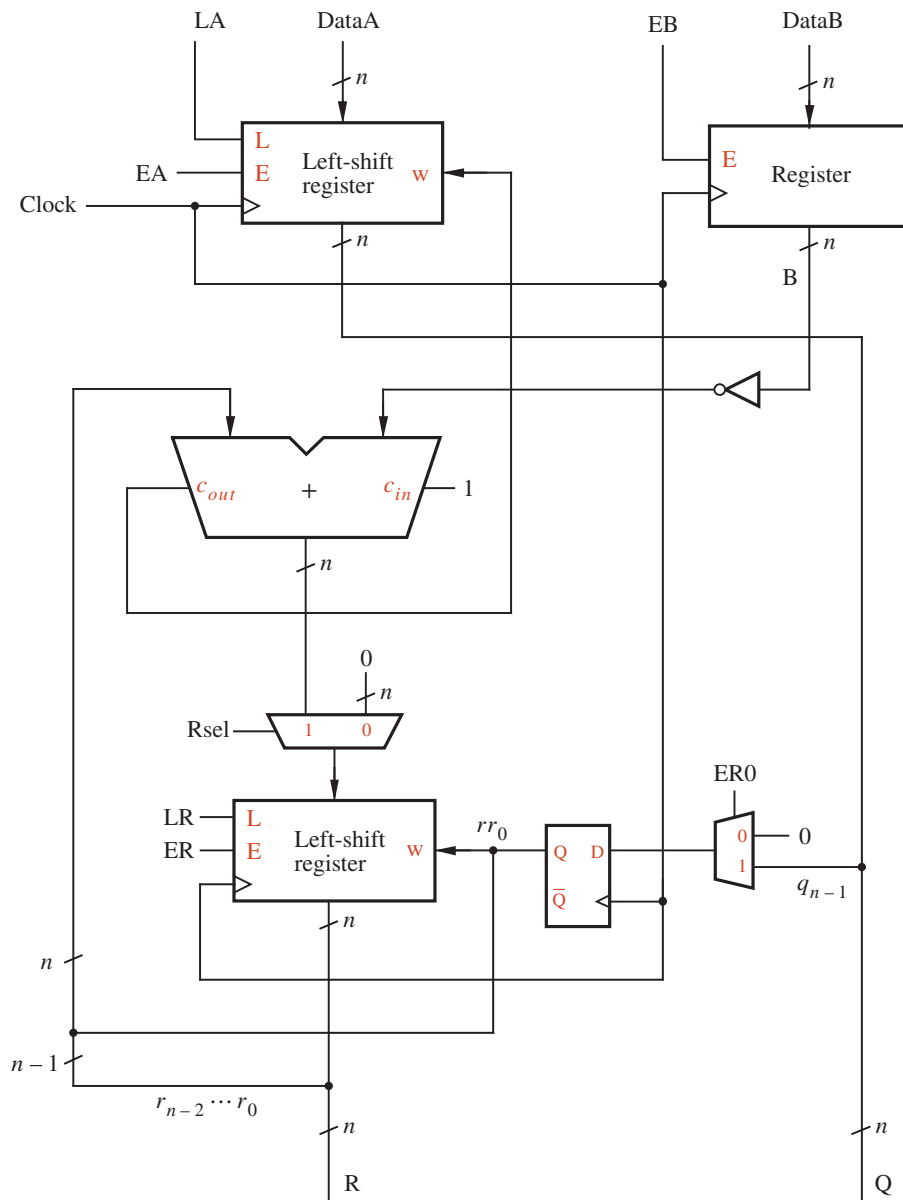 LA DataA EB DataB
n n
L Left-shift register w
E
EA
Clock
E Register
n n
B
c_out + c_in 1
n
0
n
Rsel 1 0
ER0
LR L Left-shift register w
ER E
rr_0
Q D
Q̅
0 0
1
q_{n-1}
n
n
n-1
r_{n-2} ··· r_0
n n
R Q